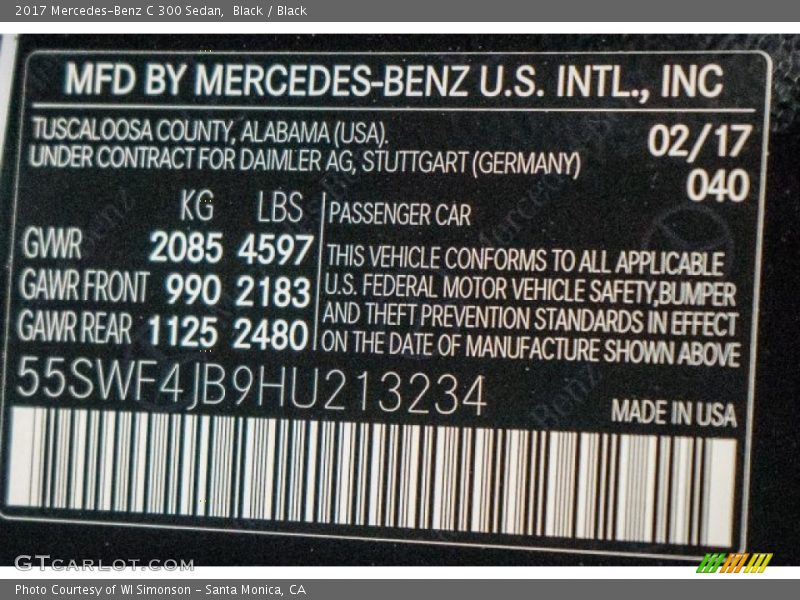 2017 Mercedes-Benz C 300 Sedan,  Black / Black
MFD BY MERCEDES-BENZ U.S. INTL., INC
TUSCALOOSA COUNTY, ALABAMA (USA).
UNDER CONTRACT FOR DAIMLER AG, STUTTGART (GERMANY)
02/17
040
KG LBS
GWR 2085 4597
GAWR FRONT 990 2183
GAWR REAR 1125 2480
PASSENGER CAR
THIS VEHICLE CONFORMS TO ALL APPLICABLE
U.S. FEDERAL MOTOR VEHICLE SAFETY,BUMPER
AND THEFT PREVENTION STANDARDS IN EFFECT
ON THE DATE OF MANUFACTURE SHOWN ABOVE
55SWF4JB9HU213234
MADE IN USA
GTCARLOT.COM
Photo Courtesy of WI Simonson - Santa Monica, CA